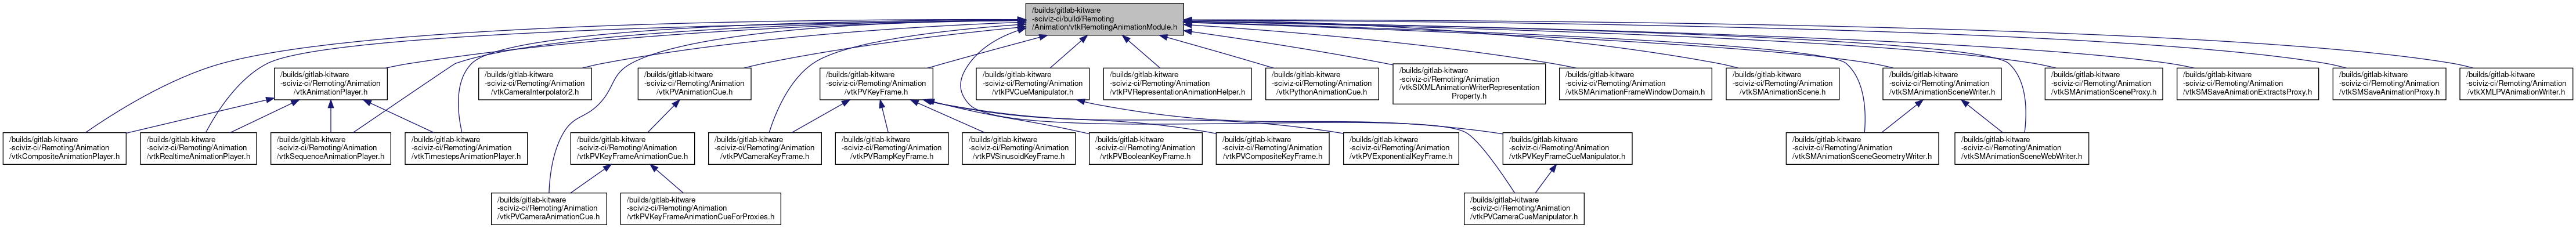 /builds/gitlab-kitware
-sciviz-ci/build/Remoting
/Animation/vtkRemotingAnimationModule.h
/builds/gitlab-kitware
-sciviz-ci/Remoting/Animation
/vtkAnimationPlayer.h
/builds/gitlab-kitware
-sciviz-ci/Remoting/Animation
/vtkCameraInterpolator2.h
/builds/gitlab-kitware
-sciviz-ci/Remoting/Animation
/vtkPVAnimationCue.h
/builds/gitlab-kitware
-sciviz-ci/Remoting/Animation
/vtkPVKeyFrame.h
/builds/gitlab-kitware
-sciviz-ci/Remoting/Animation
/vtkPVCueManipulator.h
/builds/gitlab-kitware
-sciviz-ci/Remoting/Animation
/vtkPVRepresentationAnimationHelper.h
/builds/gitlab-kitware
-sciviz-ci/Remoting/Animation
/vtkPythonAnimationCue.h
/builds/gitlab-kitware
-sciviz-ci/Remoting/Animation
/vtkSIXMLAnimationWriterRepresentation
Property.h
/builds/gitlab-kitware
-sciviz-ci/Remoting/Animation
/vtkSMAnimationFrameWindowDomain.h
/builds/gitlab-kitware
-sciviz-ci/Remoting/Animation
/vtkSMAnimationScene.h
/builds/gitlab-kitware
-sciviz-ci/Remoting/Animation
/vtkSMAnimationSceneWriter.h
/builds/gitlab-kitware
-sciviz-ci/Remoting/Animation
/vtkSMAnimationSceneProxy.h
/builds/gitlab-kitware
-sciviz-ci/Remoting/Animation
/vtkSMSaveAnimationExtractsProxy.h
/builds/gitlab-kitware
-sciviz-ci/Remoting/Animation
/vtkSMSaveAnimationProxy.h
/builds/gitlab-kitware
-sciviz-ci/Remoting/Animation
/vtkXMLPVAnimationWriter.h
/builds/gitlab-kitware
-sciviz-ci/Remoting/Animation
/vtkCompositeAnimationPlayer.h
/builds/gitlab-kitware
-sciviz-ci/Remoting/Animation
/vtkRealtimeAnimationPlayer.h
/builds/gitlab-kitware
-sciviz-ci/Remoting/Animation
/vtkSequenceAnimationPlayer.h
/builds/gitlab-kitware
-sciviz-ci/Remoting/Animation
/vtkTimestepsAnimationPlayer.h
/builds/gitlab-kitware
-sciviz-ci/Remoting/Animation
/vtkPVKeyFrameAnimationCue.h
/builds/gitlab-kitware
-sciviz-ci/Remoting/Animation
/vtkPVCameraKeyFrame.h
/builds/gitlab-kitware
-sciviz-ci/Remoting/Animation
/vtkPVRampKeyFrame.h
/builds/gitlab-kitware
-sciviz-ci/Remoting/Animation
/vtkPVSinusoidKeyFrame.h
/builds/gitlab-kitware
-sciviz-ci/Remoting/Animation
/vtkPVBooleanKeyFrame.h
/builds/gitlab-kitware
-sciviz-ci/Remoting/Animation
/vtkPVCompositeKeyFrame.h
/builds/gitlab-kitware
-sciviz-ci/Remoting/Animation
/vtkPVExponentialKeyFrame.h
/builds/gitlab-kitware
-sciviz-ci/Remoting/Animation
/vtkPVKeyFrameCueManipulator.h
/builds/gitlab-kitware
-sciviz-ci/Remoting/Animation
/vtkSMAnimationSceneGeometryWriter.h
/builds/gitlab-kitware
-sciviz-ci/Remoting/Animation
/vtkSMAnimationSceneWebWriter.h
/builds/gitlab-kitware
-sciviz-ci/Remoting/Animation
/vtkPVCameraAnimationCue.h
/builds/gitlab-kitware
-sciviz-ci/Remoting/Animation
/vtkPVKeyFrameAnimationCueForProxies.h
/builds/gitlab-kitware
-sciviz-ci/Remoting/Animation
/vtkPVCameraCueManipulator.h